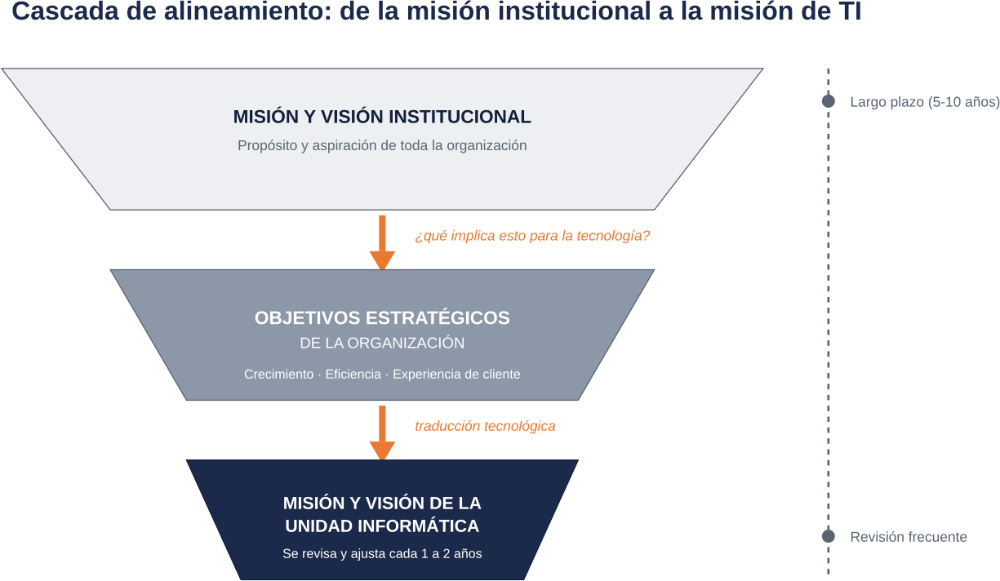 Cascada de alineamiento: de la misión institucional a la misión de TI
MISIÓN Y VISIÓN INSTITUCIONAL
Propósito y aspiración de toda la organización
Largo plazo (5-10 años)
¿qué implica esto para la tecnología?
OBJETIVOS ESTRATÉGICOS
DE LA ORGANIZACIÓN
Crecimiento · Eficiencia · Experiencia de cliente
traducción tecnológica
MISIÓN Y VISIÓN DE LA
UNIDAD INFORMÁTICA
Se revisa y ajusta cada 1 a 2 años
Revisión frecuente